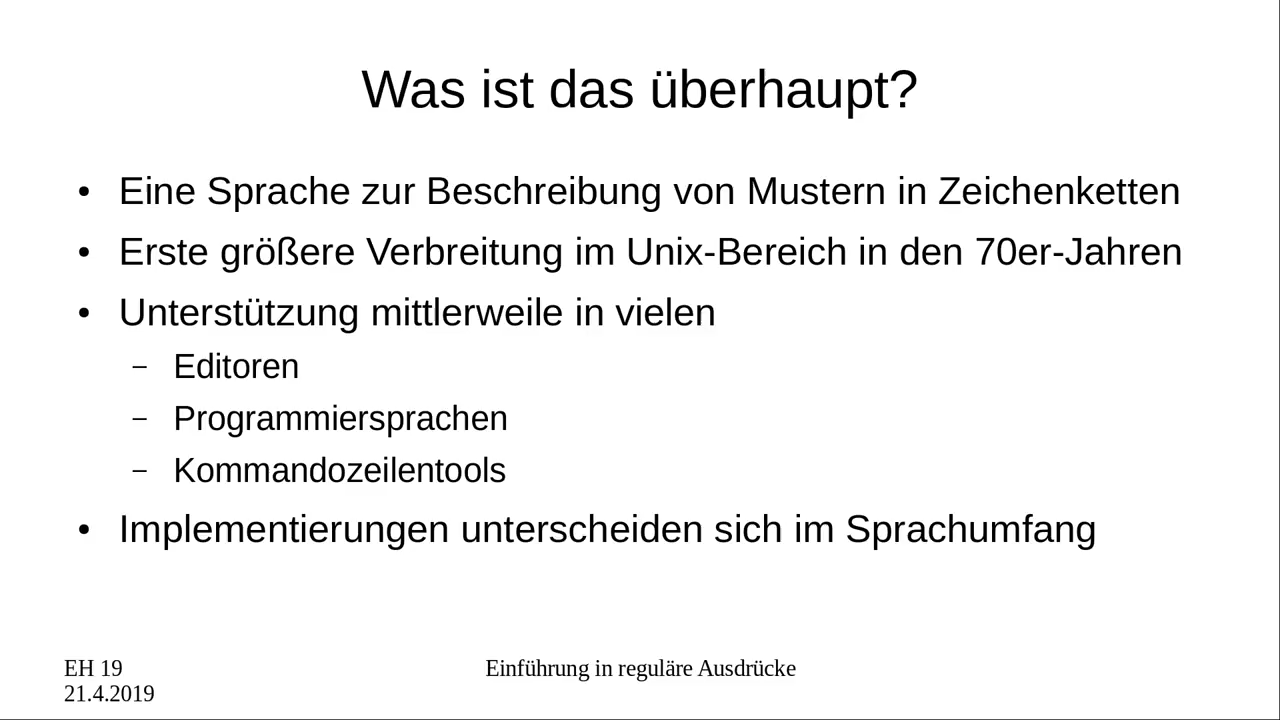 Was ist das überhaupt?
• Eine Sprache zur Beschreibung von Mustern in Zeichenketten
• Erste größere Verbreitung im Unix-Bereich in den 70er-Jahren
• Unterstützung mittlerweile in vielen
– Editoren
– Programmiersprachen
– Kommandozeilentools
• Implementierungen unterscheiden sich im Sprachumfang
EH 19
21.4.2019
Einführung in reguläre Ausdrücke